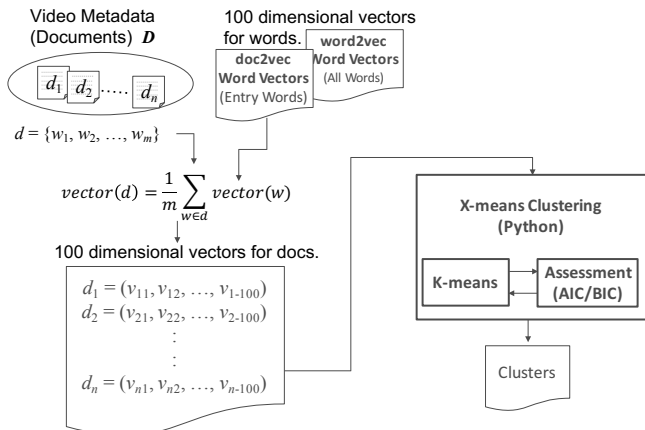 Video Metadata
(Documents) D
d1 d2 ..... dn
d = {w1, w2, …, wm}
100 dimensional vectors
for words.
doc2vec
Word Vectors
(Entry Words)
word2vec
Word Vectors
(All Words)
vector(d) = 1/m ∑w∈d vector(w)
100 dimensional vectors for docs.
d1 = (v11, v12, …, v1-100)
d2 = (v21, v22, …, v2-100)
:
:
dn = (vn1, vn2, …, vn-100)
X-means Clustering
(Python)
K-means
Assessment
(AIC/BIC)
Clusters